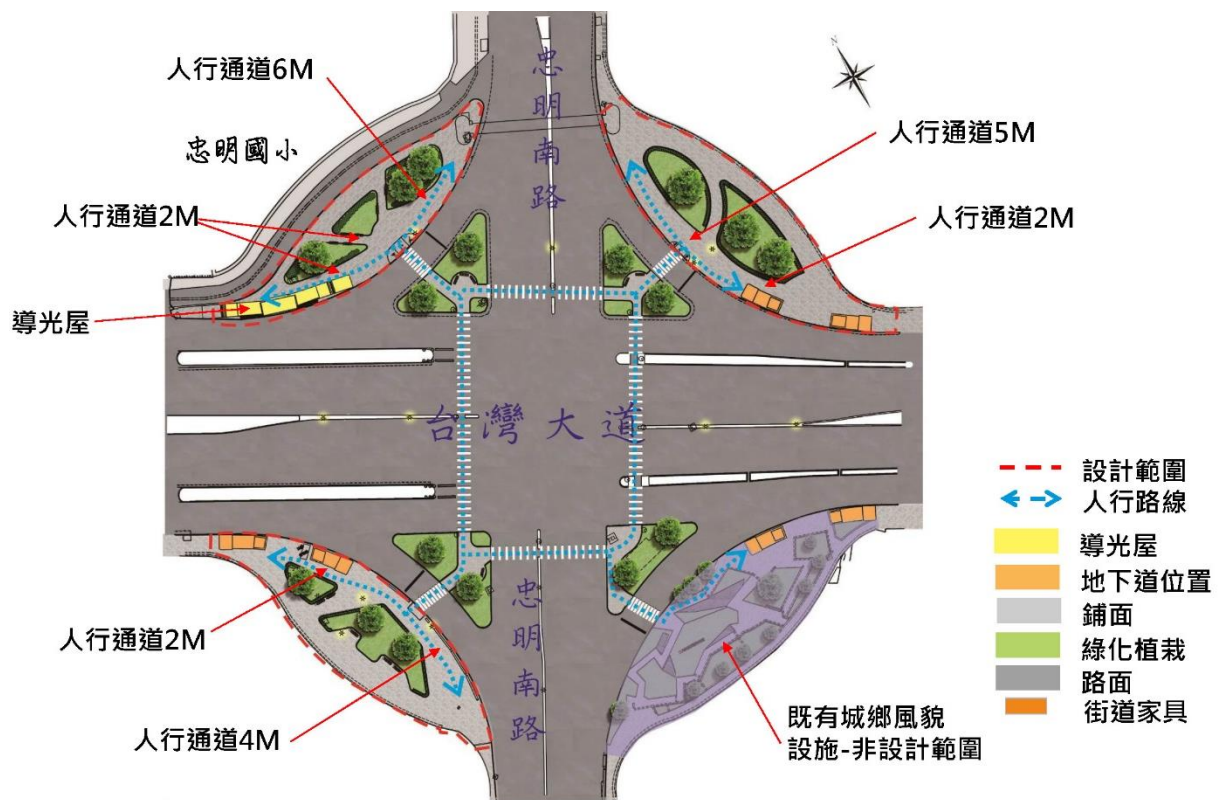 人行通道6M
忠明南路
N
忠明國小
人行通道5M
人行通道2M
人行通道2M
導光屋
台灣大道
設計範圍
人行路線
導光屋
地下道位置
鋪面
綠化植栽
路面
街道家具
人行通道2M
忠明南路
人行通道4M
既有城鄉風貌
設施-非設計範圍